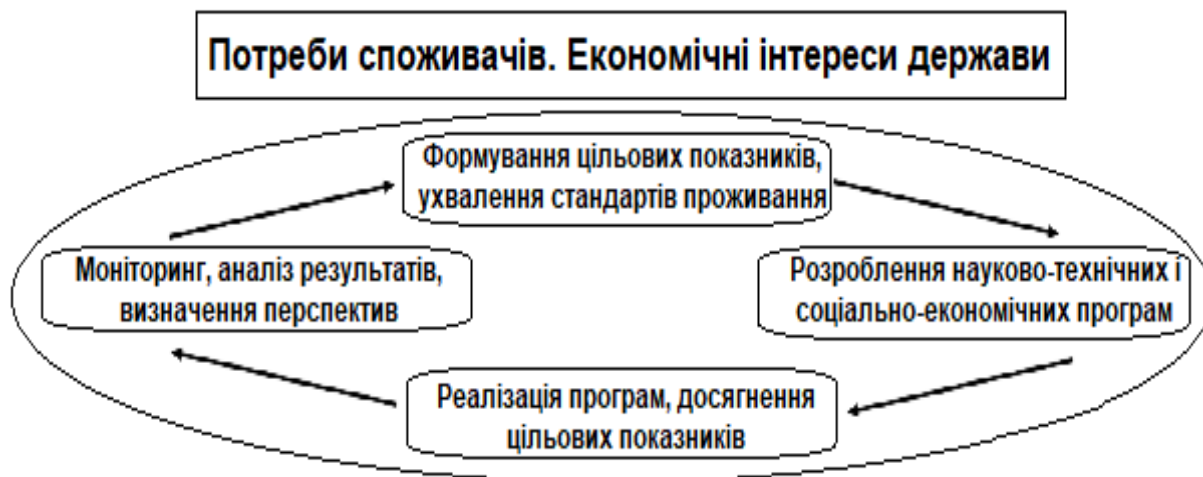 Потреби споживачів. Економічні інтереси держави
Формування цільових показників,
ухвалення стандартів проживання
Моніторинг, аналіз результатів,
визначення перспектив
Розроблення науково-технічних і
соціально-економічних програм
Реалізація програм, досягнення
цільових показників